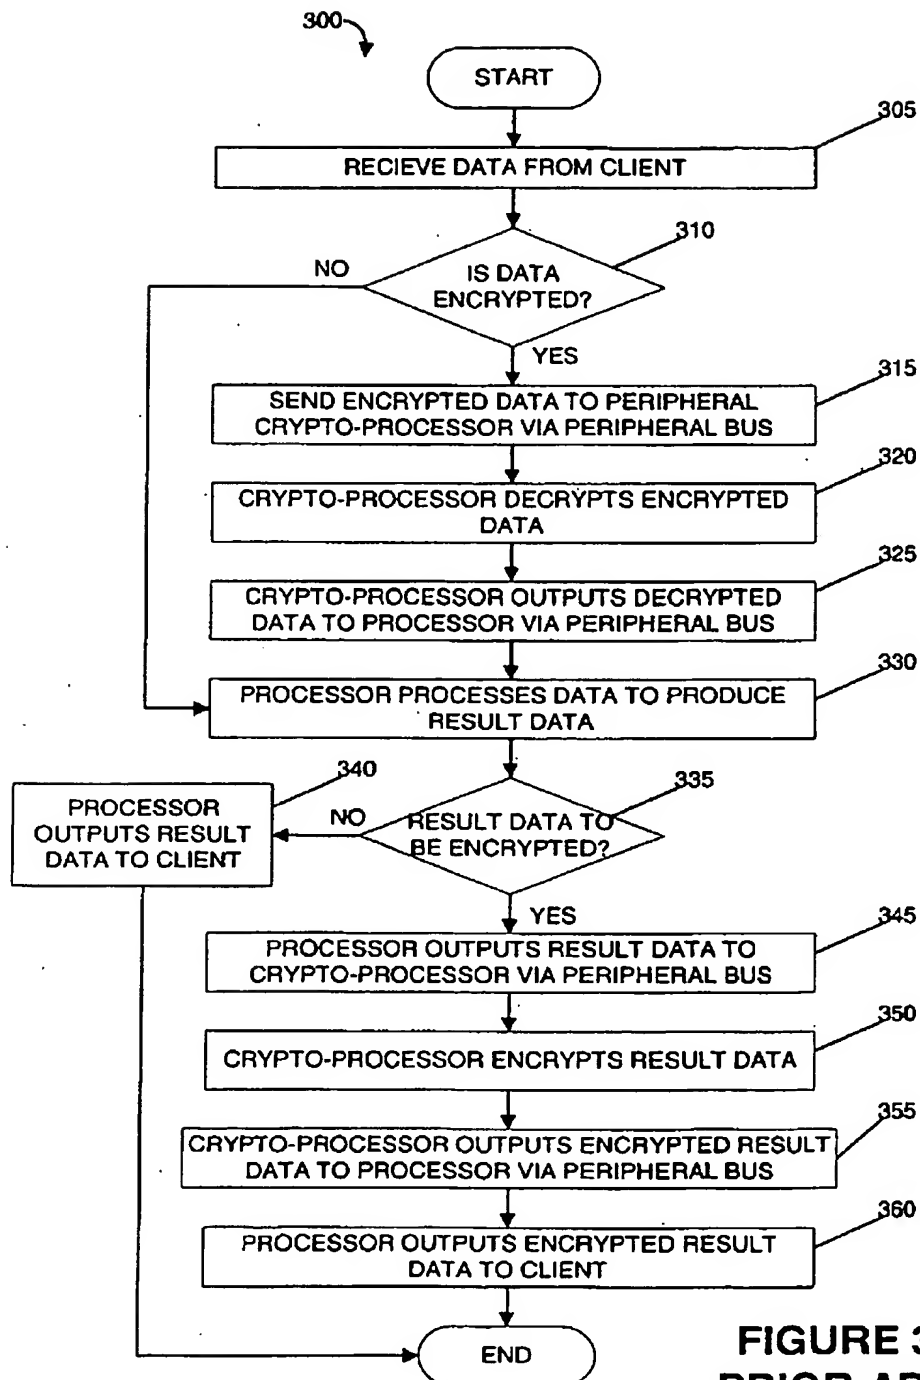 300
START
305
RECIEVE DATA FROM CLIENT
310
IS DATA
ENCRYPTED?
NO
YES
315
SEND ENCRYPTED DATA TO PERIPHERAL
CRYPTO-PROCESSOR VIA PERIPHERAL BUS
320
CRYPTO-PROCESSOR DECRYPTS ENCRYPTED
DATA
325
CRYPTO-PROCESSOR OUTPUTS DECRYPTED
DATA TO PROCESSOR VIA PERIPHERAL BUS
330
PROCESSOR PROCESSES DATA TO PRODUCE
RESULT DATA
335
RESULT DATA TO
BE ENCRYPTED?
NO
340
PROCESSOR
OUTPUTS RESULT
DATA TO CLIENT
YES
345
PROCESSOR OUTPUTS RESULT DATA TO
CRYPTO-PROCESSOR VIA PERIPHERAL BUS
350
CRYPTO-PROCESSOR ENCRYPTS RESULT DATA
355
CRYPTO-PROCESSOR OUTPUTS ENCRYPTED RESULT
DATA TO PROCESSOR VIA PERIPHERAL BUS
360
PROCESSOR OUTPUTS ENCRYPTED RESULT
DATA TO CLIENT
END
FIGURE 3
PRIOR